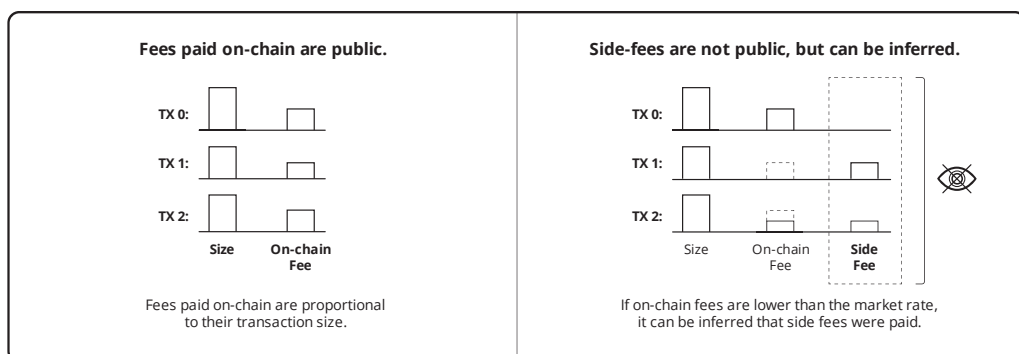 Fees paid on-chain are public.
TX 0:
TX 1:
TX 2:
Size
On-chain
Fee
Fees paid on-chain are proportional
to their transaction size.
Side-fees are not public, but can be inferred.
TX 0:
TX 1:
TX 2:
Size
On-chain
Fee
Side
Fee
If on-chain fees are lower than the market rate,
it can be inferred that side fees were paid.